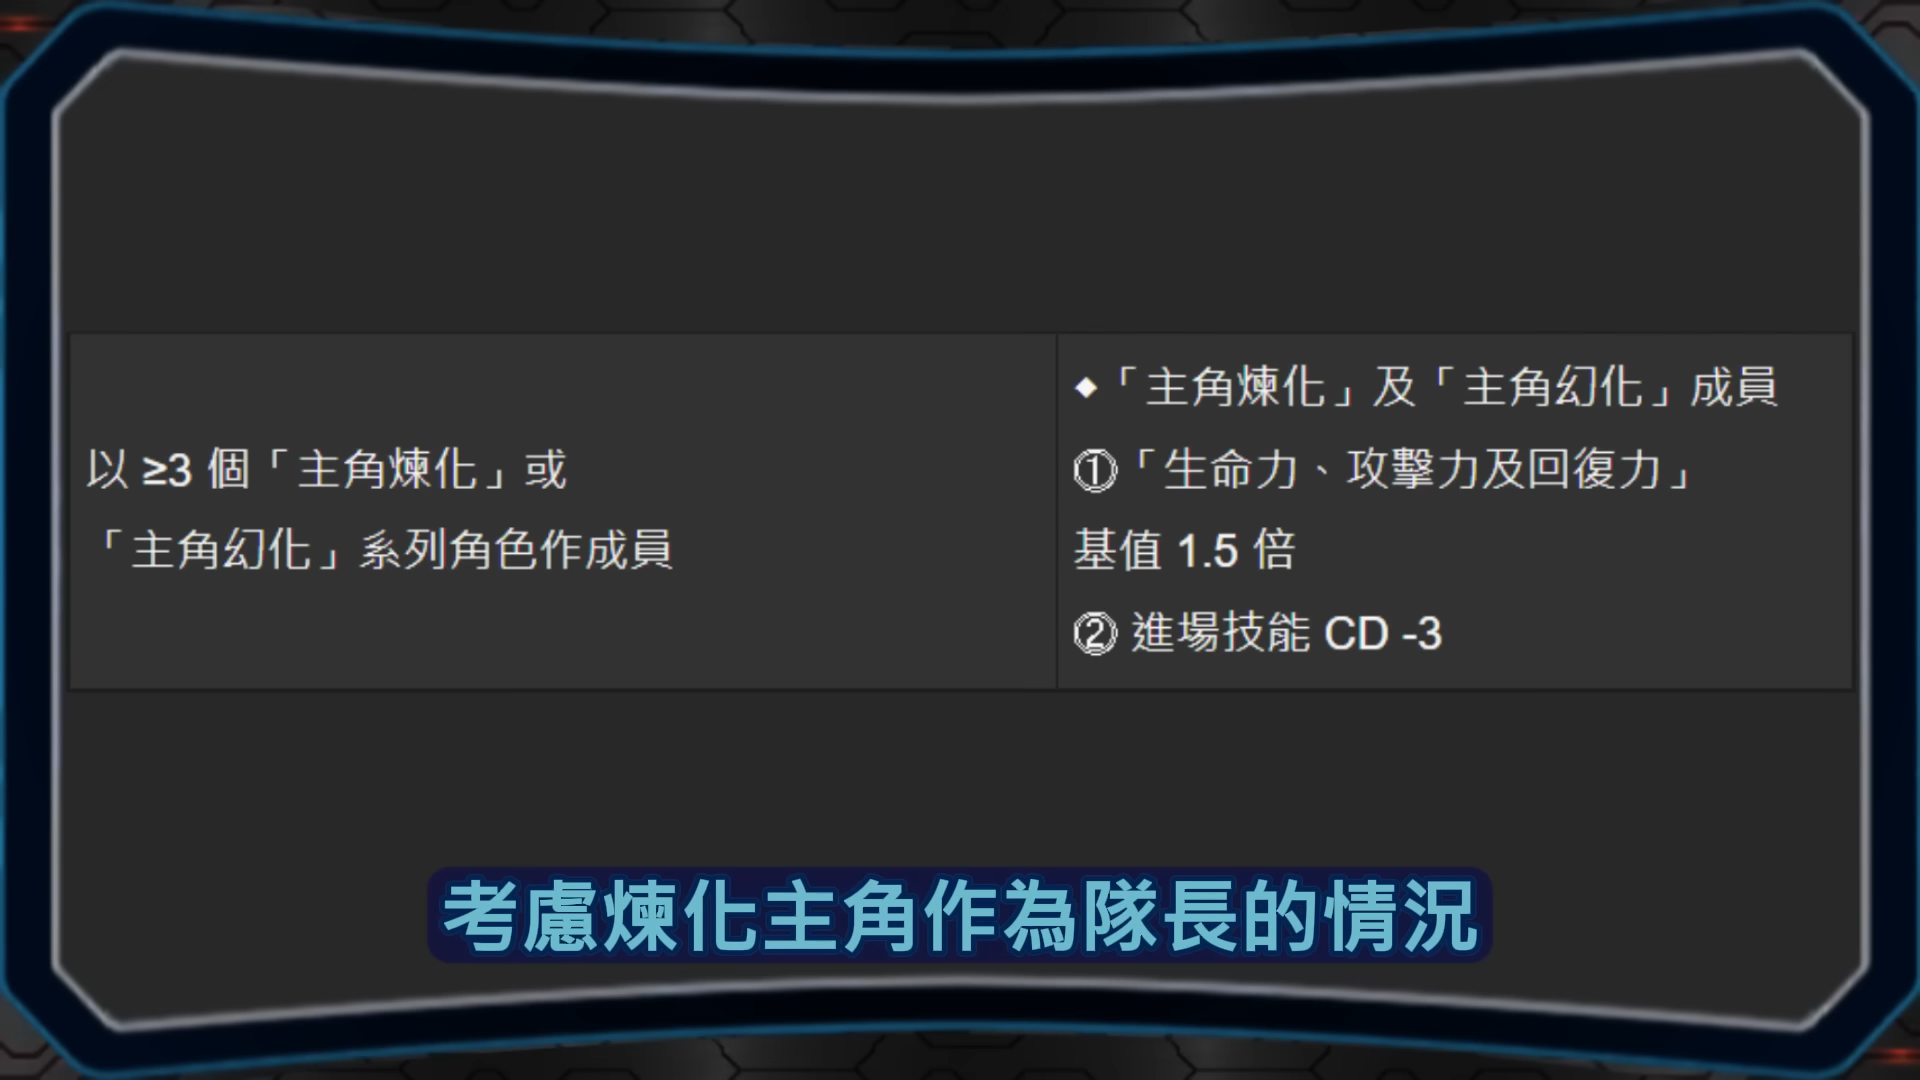 以 ≥3 個「主角煉化」或
「主角幻化」系列角色作成員
◆「主角煉化」及「主角幻化」成員
①「生命力、攻擊力及回復力」
基值 1.5 倍
② 進場技能 CD -3
考慮煉化主角作為隊長的情況